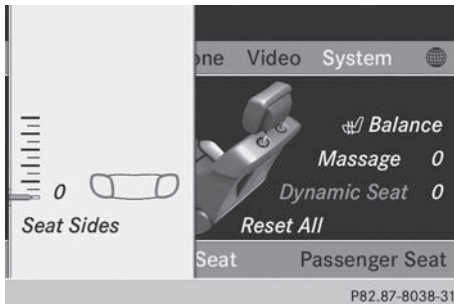 one Video System
Balance
Massage 0
Dynamic Seat 0
0
Seat Sides
Reset All
Seat Passenger Seat
P82.87-8038-31